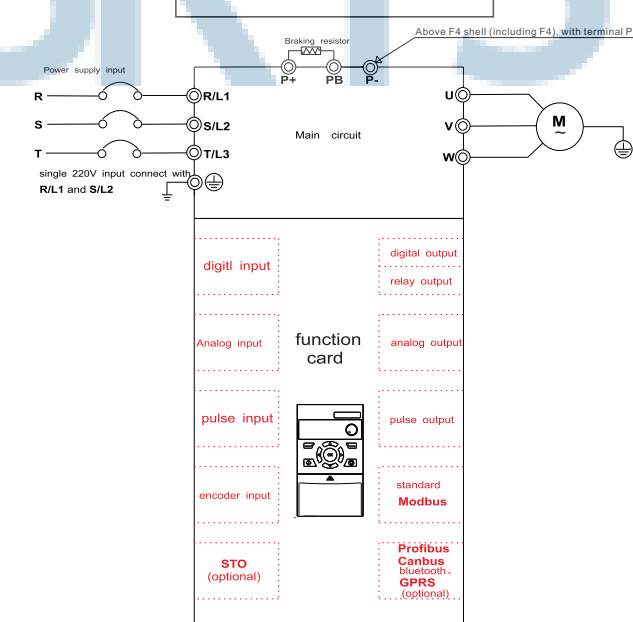 Above F4 shell (including F4), with terminal P
Braking resistor
Power supply input
P+ PB P-
R R/L1 U
S S/L2 V
T T/L3 W
M
~
Main circuit
single 220V input connect with
R/L1 and S/L2
digitl input
digital output
relay output
Analog input
function
card
analog output
pulse input
pulse output
OK
encoder input
standard
Modbus
STO
(optional)
Profibus
Canbus
bluetooth、
GPRS
(optional)